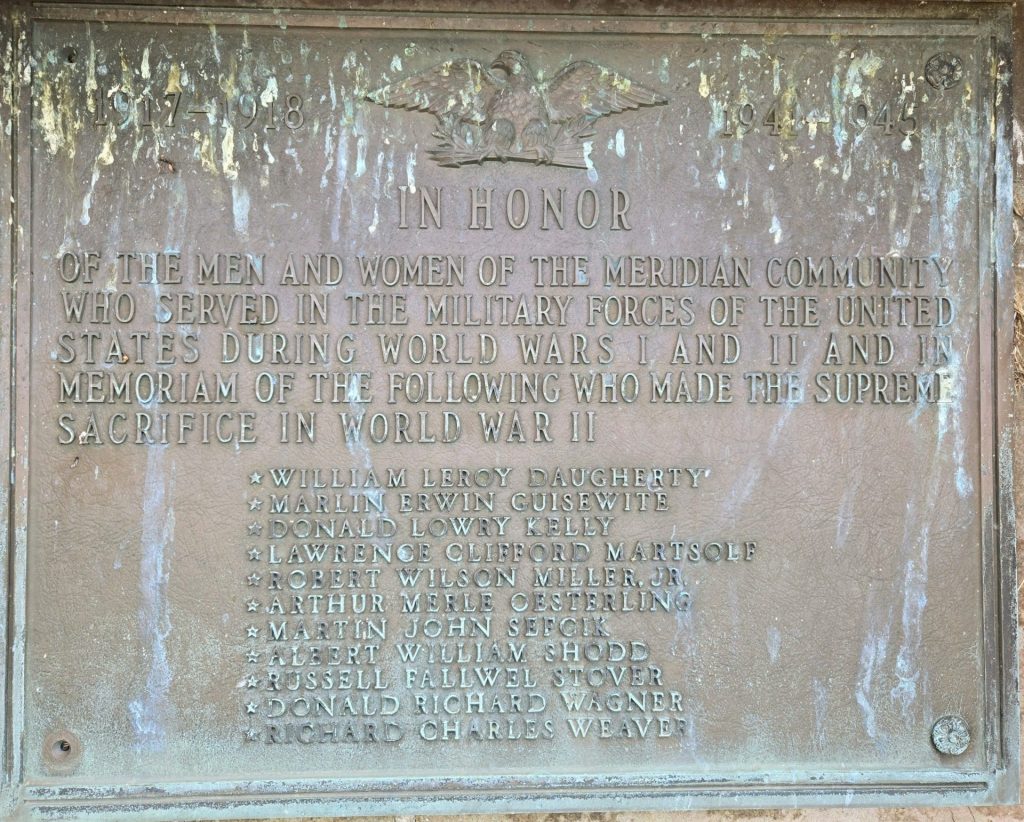 1917–1918 1941–1945
IN HONOR
OF THE MEN AND WOMEN OF THE MERIDIAN COMMUNITY
WHO SERVED IN THE MILITARY FORCES OF THE UNITED
STATES DURING WORLD WARS I AND II AND IN
MEMORIAM OF THE FOLLOWING WHO MADE THE SUPREME
SACRIFICE IN WORLD WAR II
★WILLIAM LEROY DAUGHERTY
★MARLIN ERWIN GUISEWITE
★DONALD LOWRY KELLY
★LAWRENCE CLIFFORD MARTSOLF
★ROBERT WILSON MILLER, JR.
★ARTHUR MERLE OESTERLING
★MARTIN JOHN SEFCIK
★ALBERT WILLIAM SHODD
★RUSSELL FALLWEL STOVER
★DONALD RICHARD WAGNER
★RICHARD CHARLES WEAVER